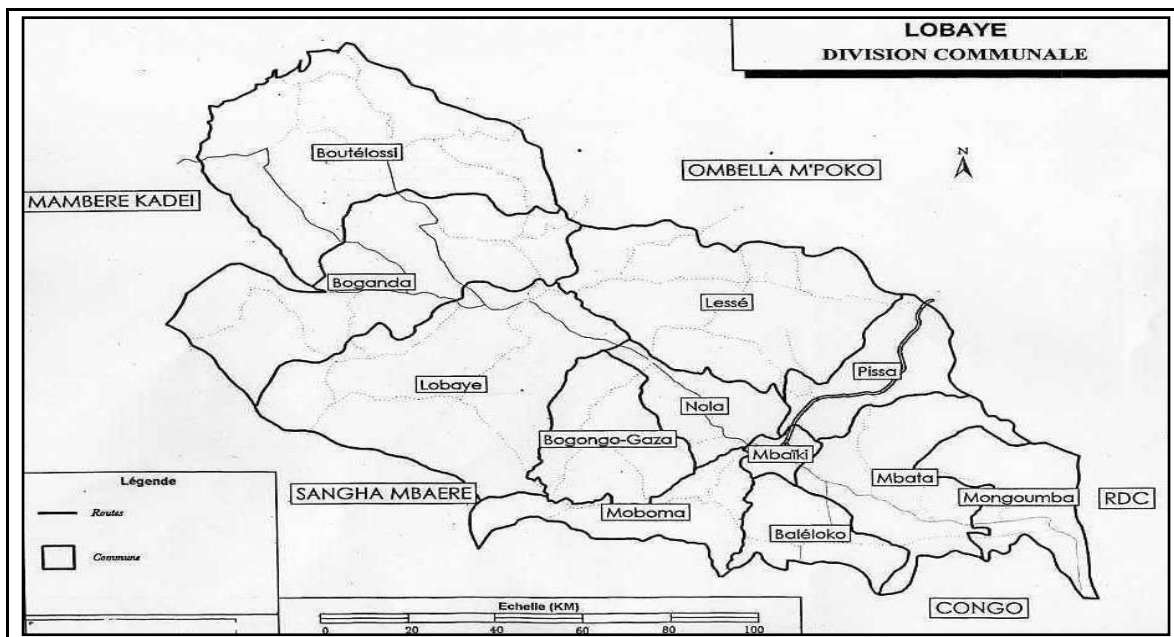 LOBAYE
DIVISION COMMUNALE
N
Boutélossi
OMBELLA M'POKO
MAMBERE KADEI
Boganda
Lessé
Pissa
Lobaye
Nola
Bogongo-Gaza
Mbaïki
Mbata
SANGHA MBAERE
Mongoumba
RDC
Moboma
Baléloko
CONGO
Légende
Routes
Commune
Echelle (KM)
0 20 40 60 80 100